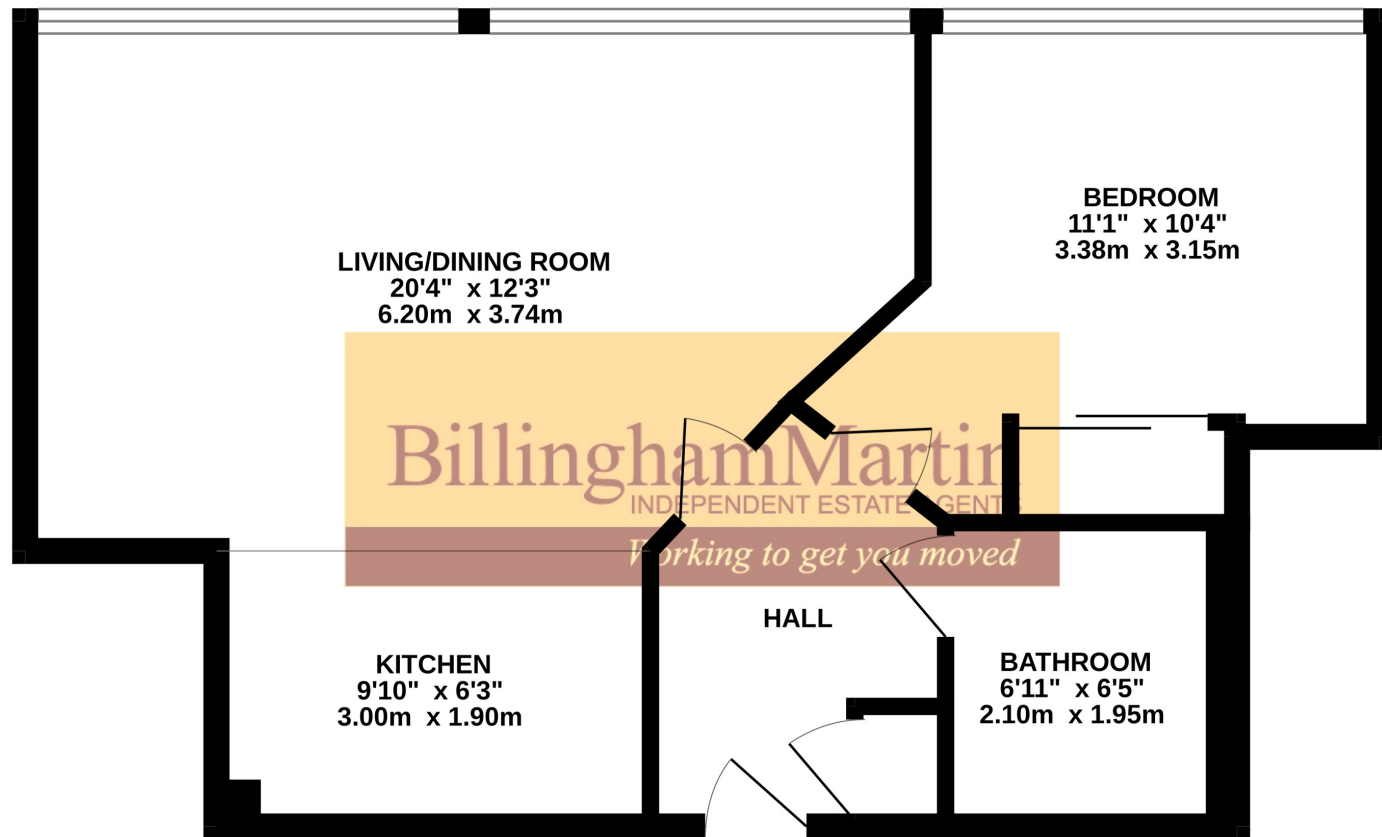 BEDROOM
11'1" x 10'4"
3.38m x 3.15m
LIVING/DINING ROOM
20'4" x 12'3"
6.20m x 3.74m
BillinghamMartin
INDEPENDENT ESTATE AGENTS
Working to get you moved
HALL
KITCHEN
9'10" x 6'3"
3.00m x 1.90m
BATHROOM
6'11" x 6'5"
2.10m x 1.95m